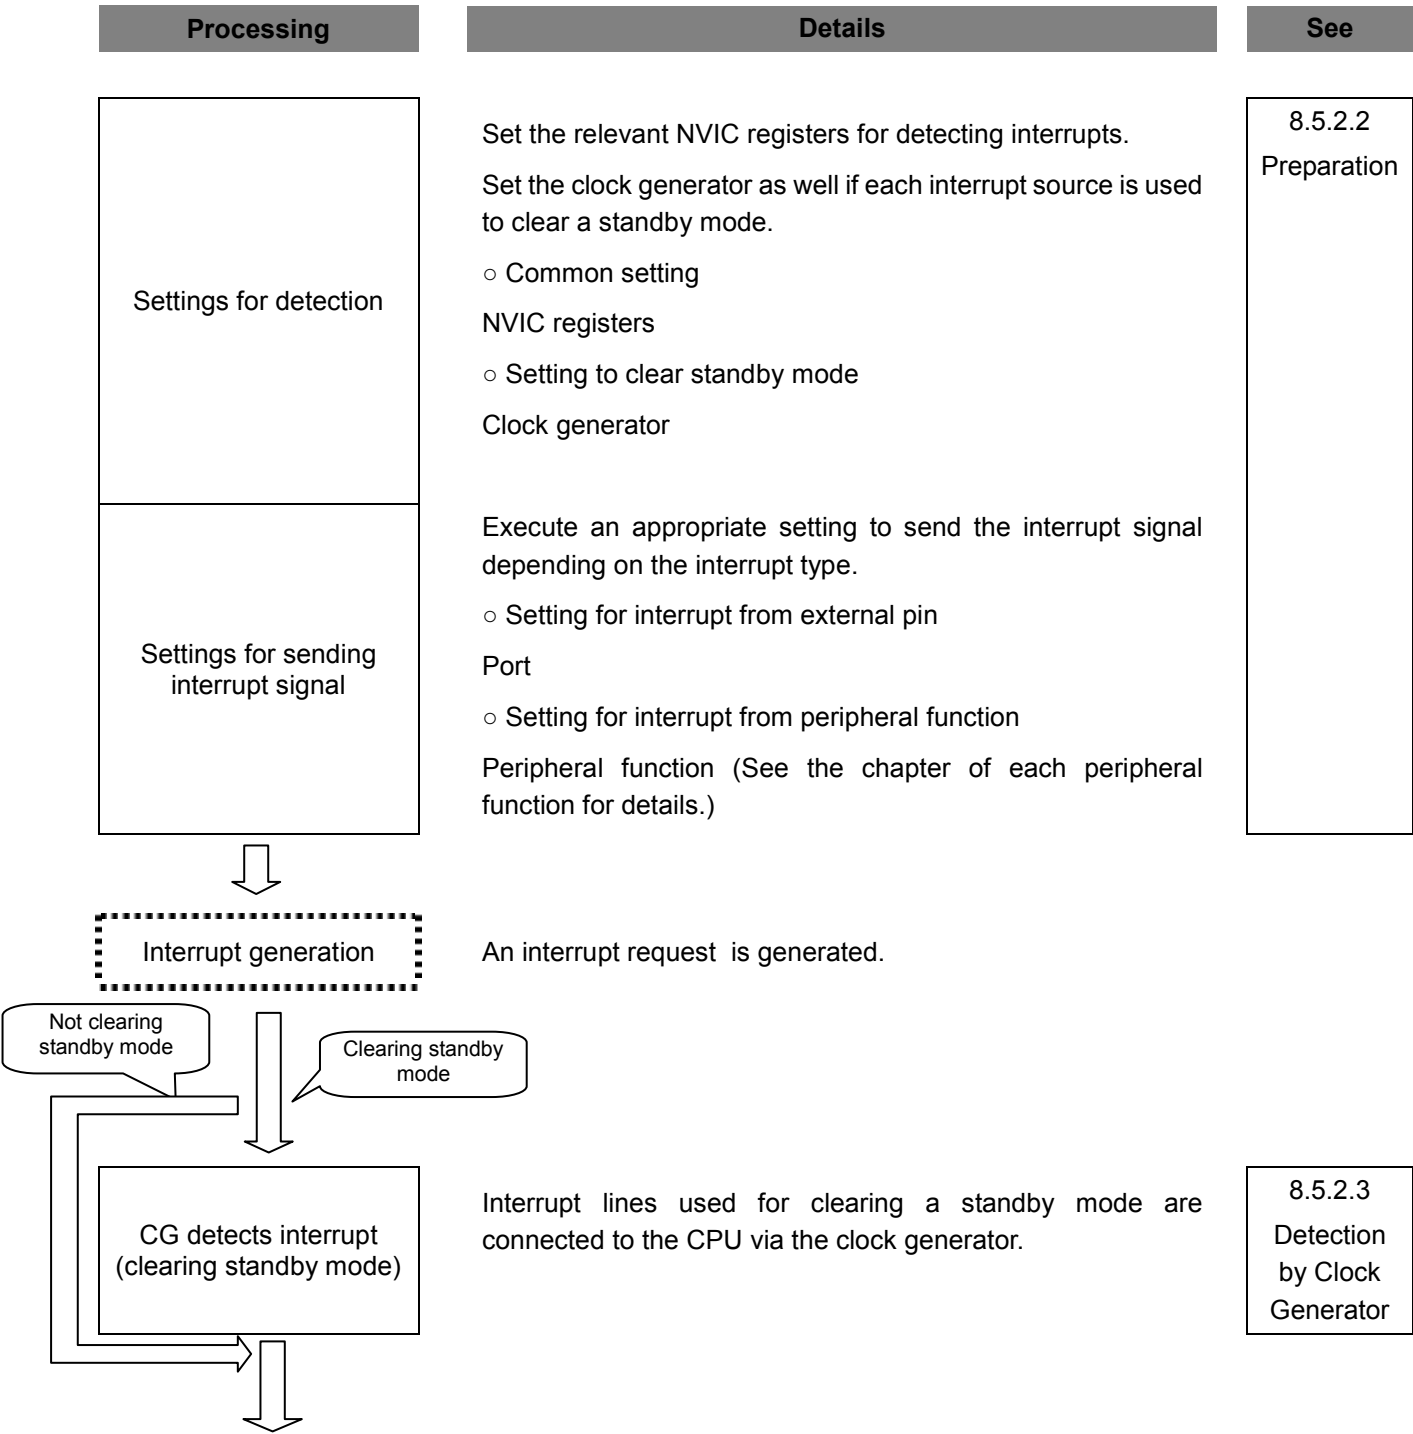 Processing
Details
See
Settings for detection
Set the relevant NVIC registers for detecting interrupts.
Set the clock generator as well if each interrupt source is used
to clear a standby mode.
○ Common setting
NVIC registers
○ Setting to clear standby mode
Clock generator
8.5.2.2
Preparation
Settings for sending
interrupt signal
Execute an appropriate setting to send the interrupt signal
depending on the interrupt type.
○ Setting for interrupt from external pin
Port
○ Setting for interrupt from peripheral function
Peripheral function (See the chapter of each peripheral
function for details.)
Interrupt generation
An interrupt request is generated.
Not clearing
standby mode
Clearing standby
mode
CG detects interrupt
(clearing standby mode)
Interrupt lines used for clearing a standby mode are
connected to the CPU via the clock generator.
8.5.2.3
Detection
by Clock
Generator